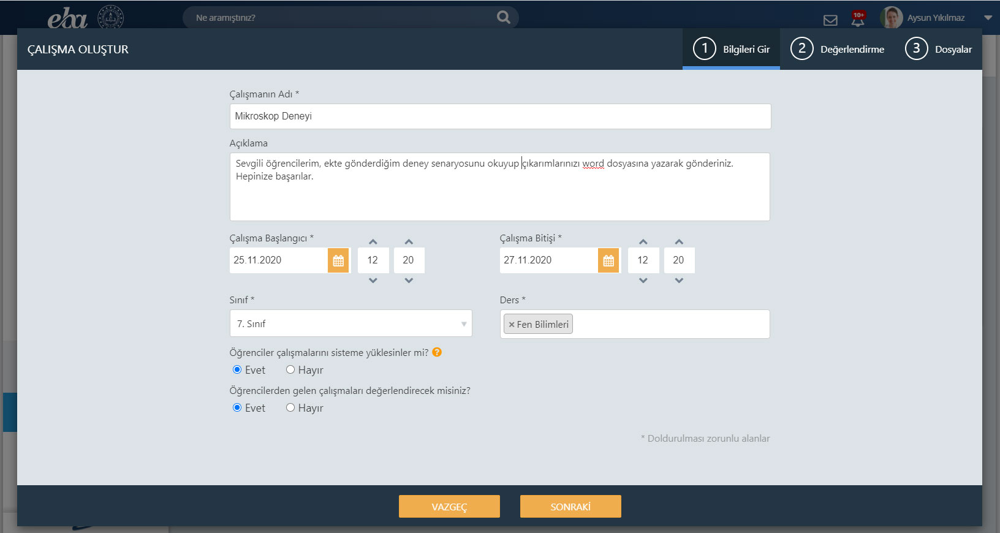 eba
Ne aramıştınız?
10+
Aysun Yıkılmaz
ÇALIŞMA OLUŞTUR
1 Bilgileri Gir
2 Değerlendirme
3 Dosyalar
Çalışmanın Adı *
Mikroskop Deneyi
Açıklama
Sevgili öğrencilerim, ekte gönderdiğim deney senaryosunu okuyup çıkarımlarınızı word dosyasına yazarak gönderiniz.
Hepinize başarılar.
Çalışma Başlangıcı *
25.11.2020 12 20
Çalışma Bitişi *
27.11.2020 12 20
Sınıf *
7. Sınıf
Ders *
× Fen Bilimleri
Öğrenciler çalışmalarını sisteme yüklesinler mi? ?
Evet Hayır
Öğrencilerden gelen çalışmaları değerlendirecek misiniz?
Evet Hayır
* Doldurulması zorunlu alanlar
VAZGEÇ
SONRAKİ